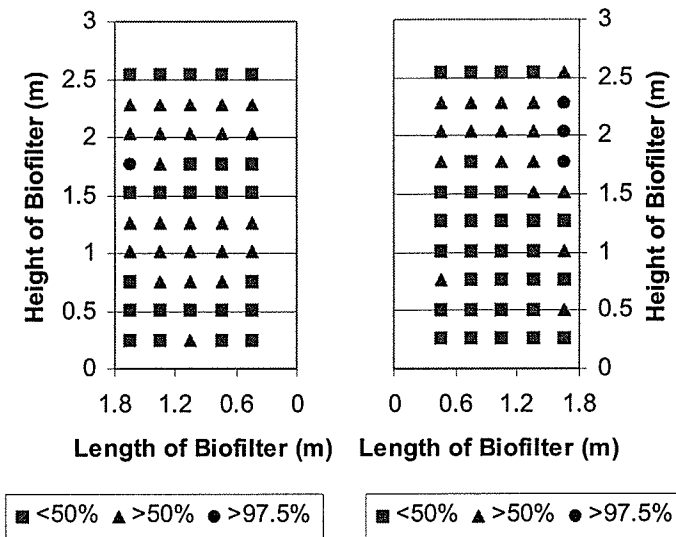 3
2.5
2
1.5
1
0.5
0
Height of Biofilter (m)
1.8 1.2 0.6 0
Length of Biofilter (m)
<50% >50% >97.5%
3
2.5
2
1.5
1
0.5
0
Height of Biofilter (m)
0 0.6 1.2 1.8
Length of Biofilter (m)
<50% >50% >97.5%